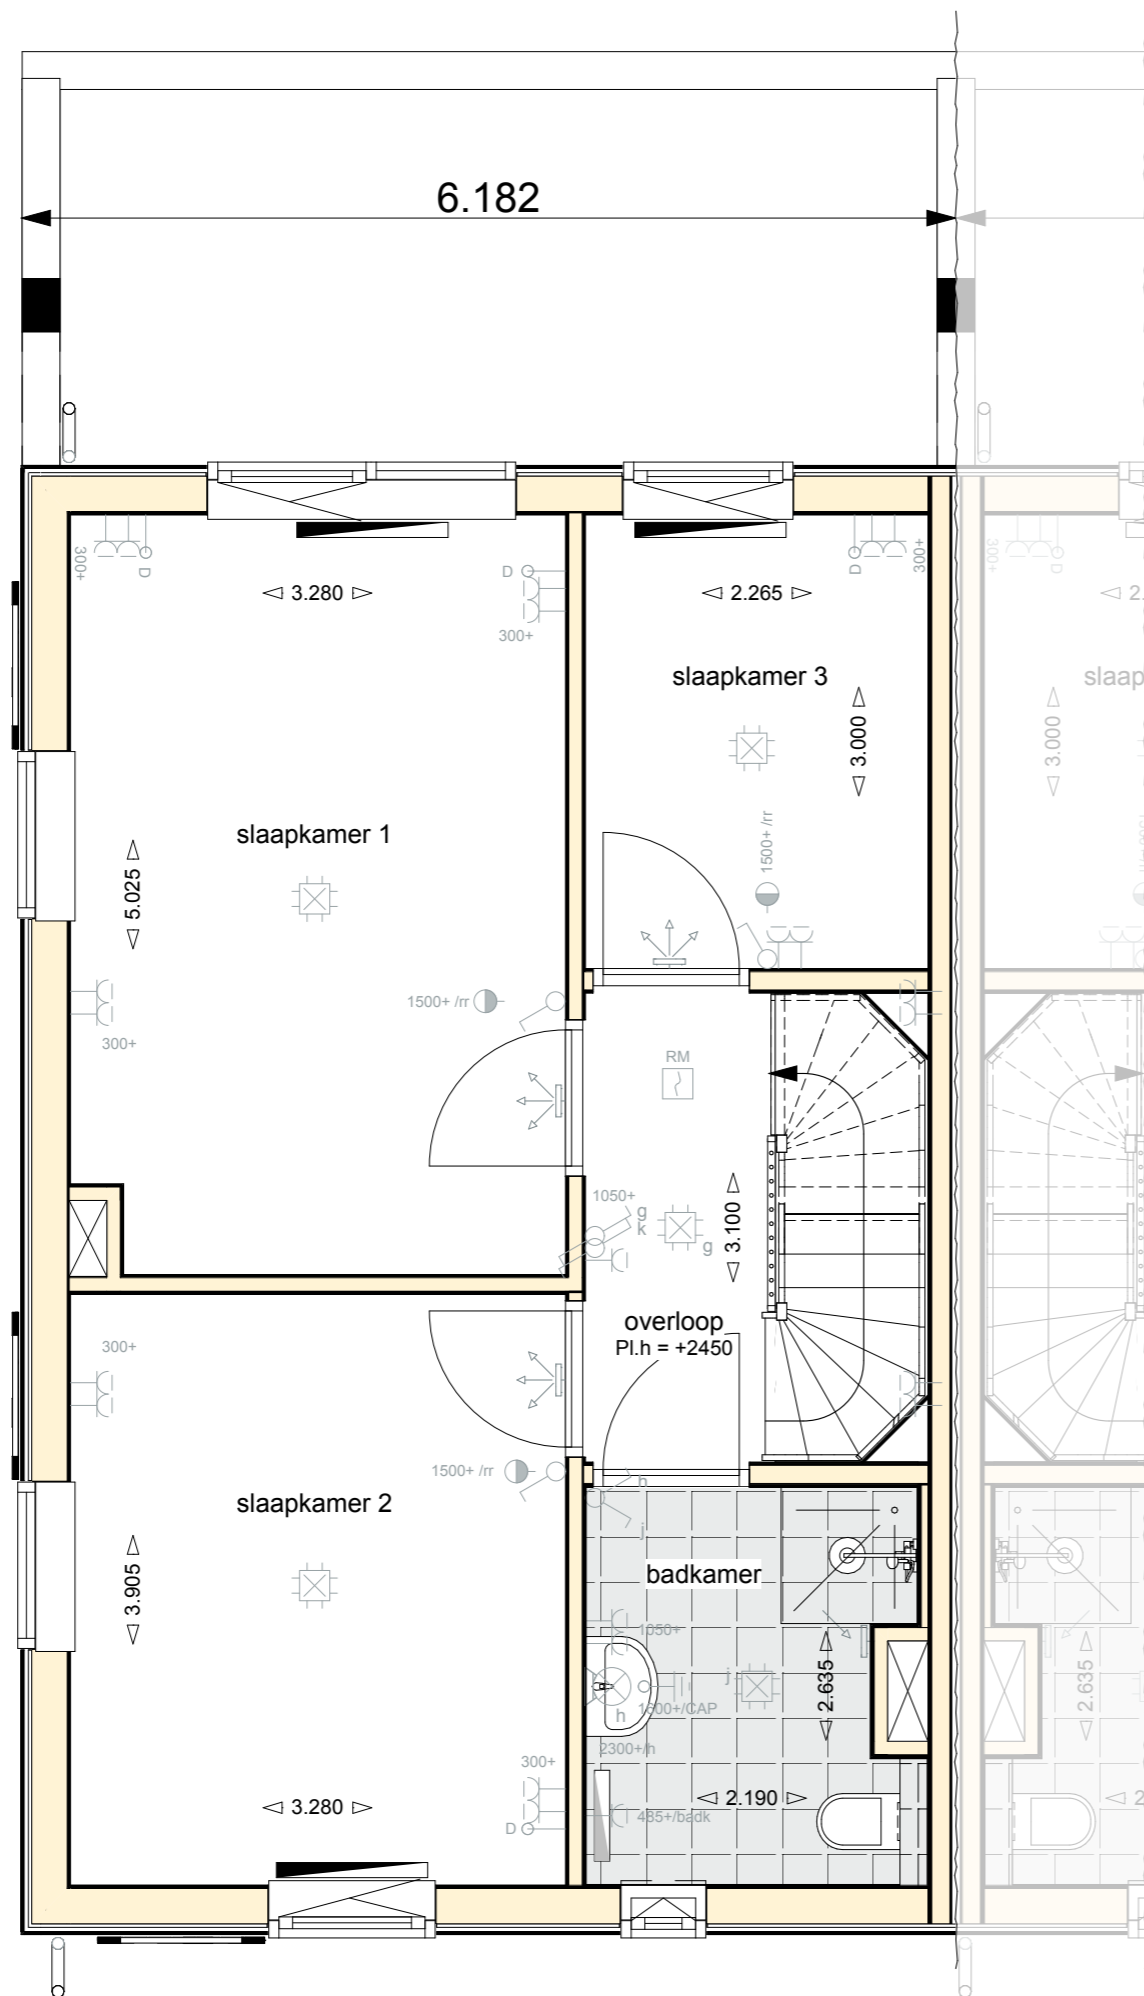 6.182
300+
D
3.280
D
300+
2.265
D
300+
300+
D
2.
slaapkamer 3
slaap
3.000
3.000
1500+ /rr
slaapkamer 1
5.025
1500+ /rr
300+
RM
1050+
g
k
g
3.100
overloop
Pl.h = +2450
300+
1500+ /rr
h
j
slaapkamer 2
badkamer
3.905
1050+
2.635
2.635
j
h
1600+/CAP
2300+/h
300+
D
3.280
2.190
2
485+/badk